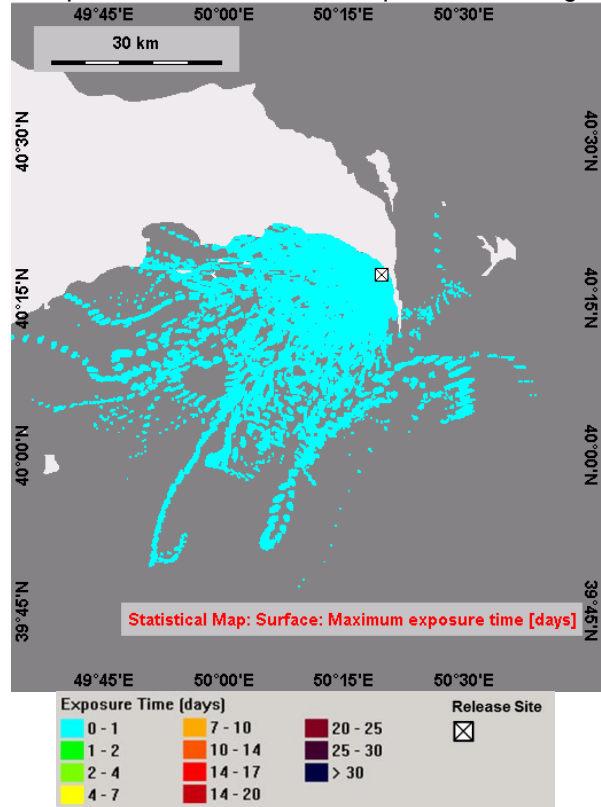 49°45'E 50°00'E 50°15'E 50°30'E
30 km
40°30'N 40°30'N
40°15'N 40°15'N
40°00'N 40°00'N
39°45'N 39°45'N
Statistical Map: Surface: Maximum exposure time [days]
49°45'E 50°00'E 50°15'E 50°30'E
Exposure Time [days]
0 - 1
1 - 2
2 - 4
4 - 7
7 - 10
10 - 14
14 - 17
14 - 20
20 - 25
25 - 30
> 30
Release Site